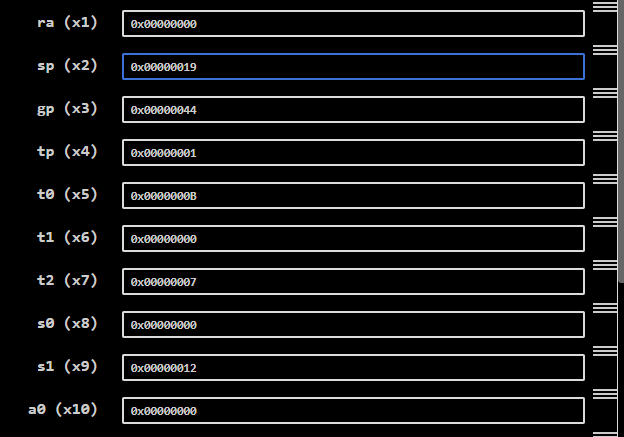 ra (x1) 0x00000000
sp (x2) 0x00000019
gp (x3) 0x00000044
tp (x4) 0x00000001
t0 (x5) 0x0000000B
t1 (x6) 0x00000000
t2 (x7) 0x00000007
s0 (x8) 0x00000000
s1 (x9) 0x00000012
a0 (x10) 0x00000000